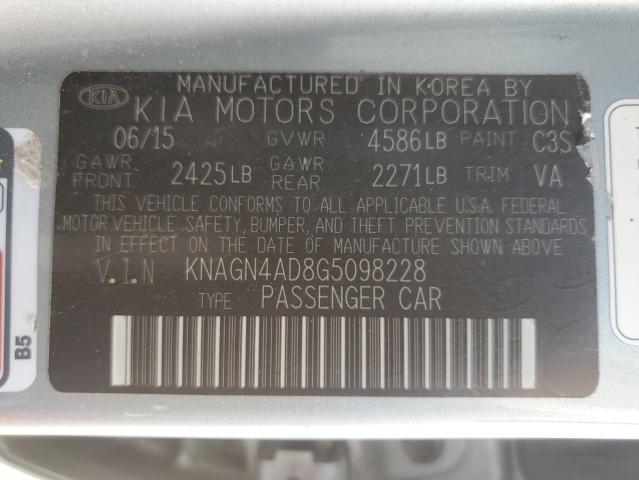 MANUFACTURED IN KOREA BY
KIA KIA MOTORS CORPORATION
06/15 GVWR 4586LB PAINT C3S
GAWR FRONT 2425LB GAWR REAR 2271LB TRIM VA
THIS VEHICLE CONFORMS TO ALL APPLICABLE U.S.A. FEDERAL
MOTOR VEHICLE SAFETY, BUMPER, AND THEFT PREVENTION STANDARDS
IN EFFECT ON THE DATE OF MANUFACTURE SHOWN ABOVE
V.I.N KNAGN4AD8G5098228
TYPE PASSENGER CAR
B5